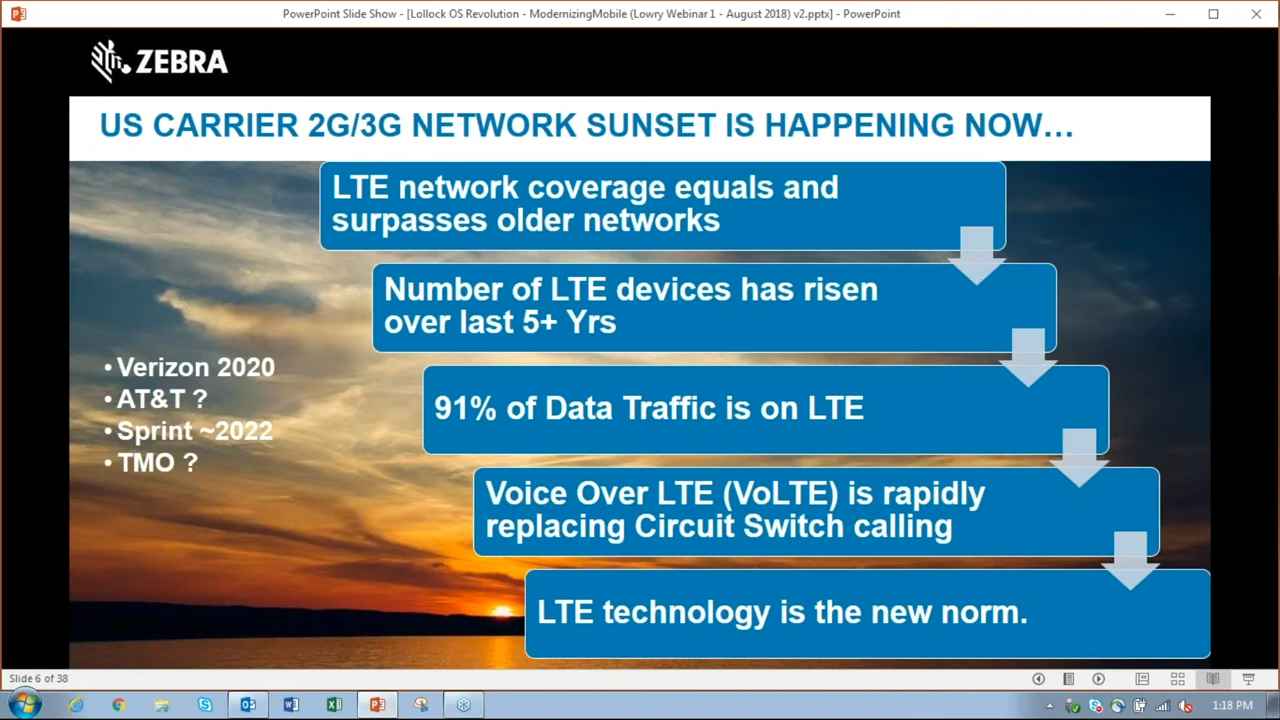 PowerPoint Slide Show - [Lollock OS Revolution - ModernizingMobile (Lowry Webinar 1 - August 2018) v2.pptx] - PowerPoint
ZEBRA
US CARRIER 2G/3G NETWORK SUNSET IS HAPPENING NOW…
LTE network coverage equals and
surpasses older networks
Number of LTE devices has risen
over last 5+ Yrs
• Verizon 2020
• AT&T ?
• Sprint ~2022
• TMO ?
91% of Data Traffic is on LTE
Voice Over LTE (VoLTE) is rapidly
replacing Circuit Switch calling
LTE technology is the new norm.
Slide 6 of 38
1:18 PM